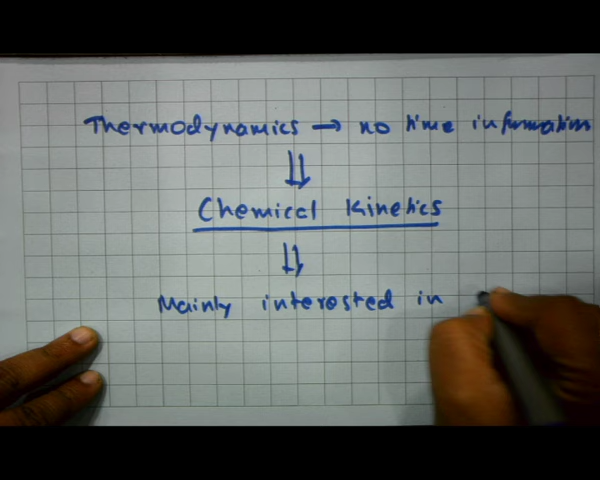 Thermodynamics → no time information
Chemical Kinetics
Mainly interested in